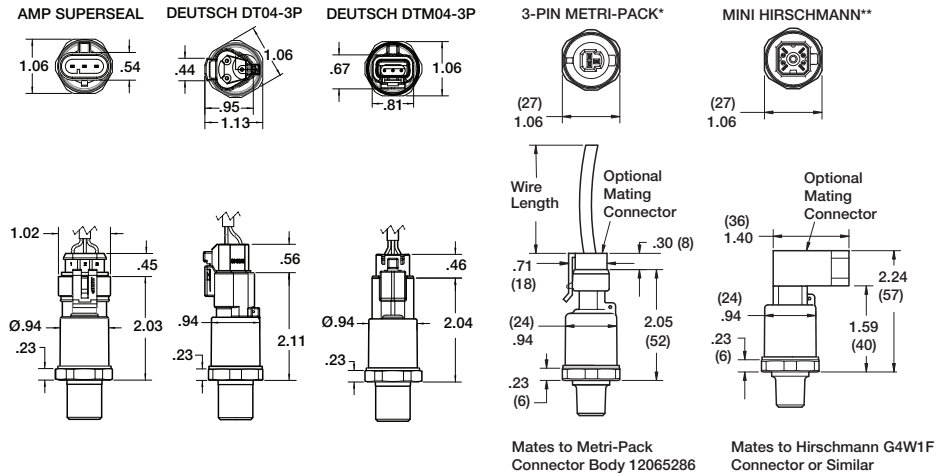 AMP SUPERSEAL
DEUTSCH DT04-3P
DEUTSCH DTM04-3P
3-PIN METRI-PACK*
MINI HIRSCHMANN**
1.06
.54
.44
1.06
.95
1.13
.67
1.06
.81
(27)
1.06
(27)
1.06
1.02
.45
Ø.94
2.03
.23
.56
.94
2.11
.23
.46
Ø.94
2.04
.23
Wire
Length
Optional
Mating
Connector
.30 (8)
.71
(18)
(24)
.94
2.05
(52)
.23
(6)
Optional
Mating
Connector
(36)
1.40
2.24
(57)
(24)
.94
1.59
(40)
.23
(6)
Mates to Metri-Pack
Connector Body 12065286
Mates to Hirschmann G4W1F
Connector or Similar